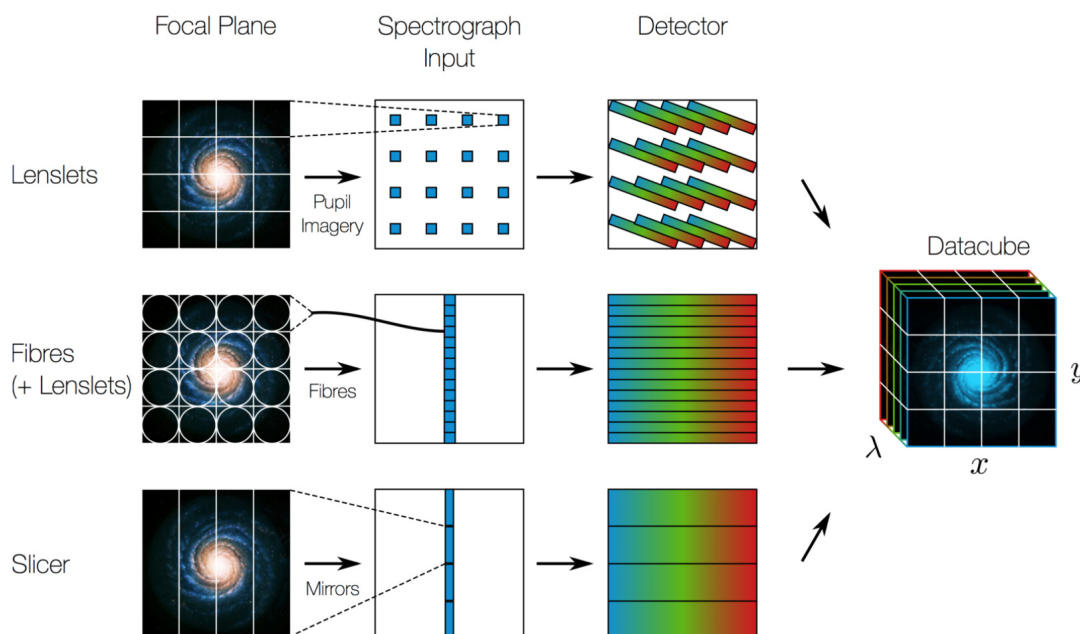 Focal Plane
Spectrograph
Input
Detector
Lenslets
Pupil
Imagery
Datacube
Fibres
(+ Lenslets)
Fibres
y
λ
x
Slicer
Mirrors